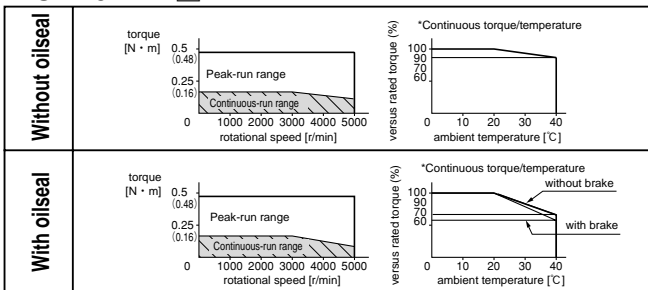 Without oilseal
torque
[N・m]
0.5
(0.48)
0.25
(0.16)
Peak-run range
Continuous-run range
0 1000 2000 3000 4000 5000
rotational speed [r/min]
*Continuous torque/temperature
versus rated torque (%)
100
90
70
60
0 10 20 30 40
ambient temperature [℃]
With oilseal
torque
[N・m]
0.5
(0.48)
0.25
(0.16)
Peak-run range
Continuous-run range
0 1000 2000 3000 4000 5000
rotational speed [r/min]
*Continuous torque/temperature
versus rated torque (%)
without brake
100
90
70
60
with brake
0 10 20 30 40
ambient temperature [℃]